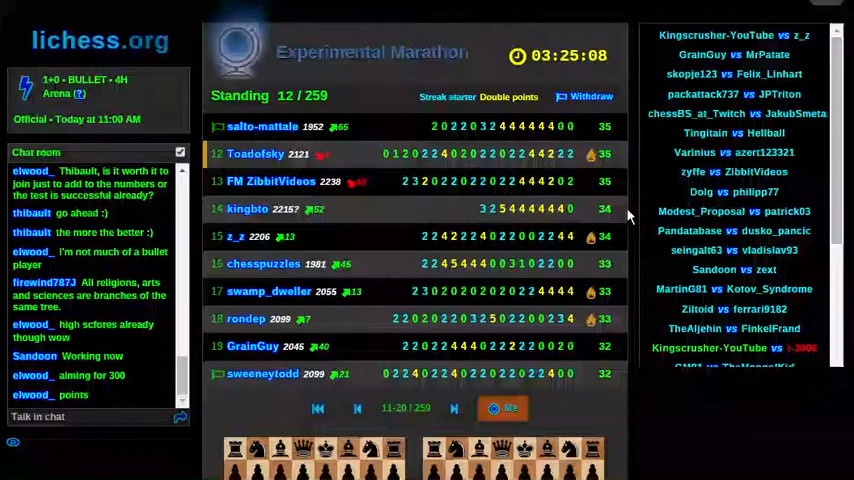 lichess.org
1+0 • BULLET • 4H
Arena (?)
Official • Today at 11:00 AM
Chat room
elwood_ Thibault, is it worth it to
join just to add to the numbers or
the test is successful already?
thibault go ahead :)
thibault the more the better :)
elwood_ I'm not much of a bullet
player
firewind787J All religions, arts
and sciences are branches of the
same tree.
elwood_ high scfores already
though wow
Sandoon Working now
elwood_ aiming for 300
elwood_ points
Talk in chat
Experimental Marathon
03:25:08
Standing 12 / 259
Streak starter Double points
Withdraw
salto-mattale 1952 65 2 0 2 2 0 3 2 4 4 4 4 4 4 0 0 35
12 Toadofsky 2121 0 1 2 0 2 2 4 0 2 0 2 2 0 2 2 4 4 2 2 2 35
13 FM ZibbitVideos 2238 2 3 2 0 2 2 0 2 2 0 2 2 4 4 4 2 0 2 35
14 kingbto 2215? 52 3 2 5 4 4 4 4 4 4 0 34
15 z_z 2206 13 2 2 4 2 2 2 4 0 2 2 0 0 2 2 4 4 34
16 chesspuzzles 1981 45 2 2 4 5 4 4 4 0 0 3 1 0 2 2 0 0 33
17 swamp_dweller 2055 13 2 3 0 2 0 2 0 2 0 2 0 2 2 4 4 4 4 33
18 rondep 2099 7 2 2 0 2 0 2 2 0 3 2 5 0 2 2 0 0 2 3 4 33
19 GrainGuy 2045 40 2 2 0 2 2 4 4 4 0 2 2 2 2 0 0 2 0 32
sweeneytodd 2099 21 0 2 2 4 0 2 2 4 0 2 2 0 2 2 2 4 0 0 32
11-20 / 259
Me
Kingscrusher-YouTube vs z_z
GrainGuy vs MrPatate
skopje123 vs Felix_Linhart
packattack737 vs JPTriton
chessBS_at_Twitch vs JakubSmeta
Tingitain vs Hellball
Varinius vs azert123321
zyffe vs ZibbitVideos
Dolg vs philipp77
Modest_Proposal vs patrick03
Pandatabase vs dusko_pancic
seingalt63 vs vladislav93
Sandoon vs zext
MartinG81 vs Kotov_Syndrome
Ziitoid vs ferrari9182
TheAljehin vs FinkelFrand
Kingscrusher-YouTube vs t-3006